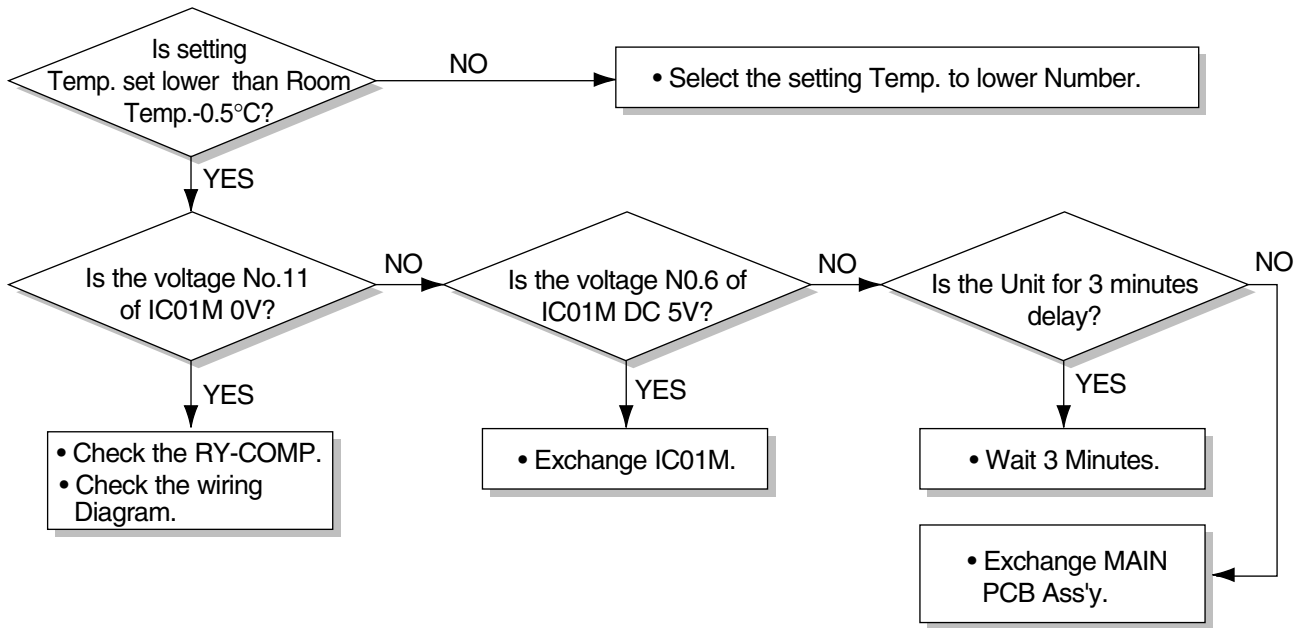 Is setting
Temp. set lower than Room
Temp.-0.5°C?
NO
• Select the setting Temp. to lower Number.
YES
Is the voltage No.11
of IC01M 0V?
NO
Is the voltage N0.6 of
IC01M DC 5V?
NO
Is the Unit for 3 minutes
delay?
NO
YES
• Check the RY-COMP.
• Check the wiring
Diagram.
YES
• Exchange IC01M.
YES
• Wait 3 Minutes.
• Exchange MAIN
PCB Ass'y.